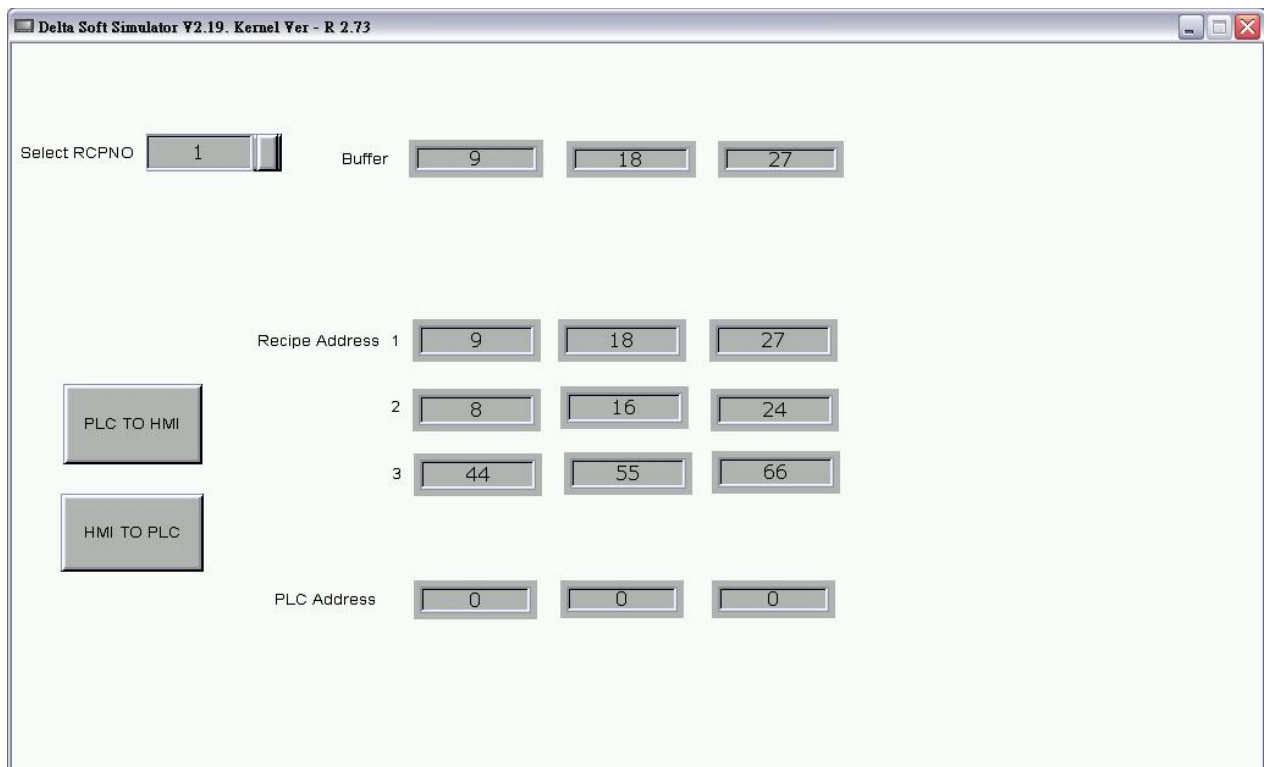 Delta Soft Simulator V2.19. Kernel Ver - R 2.73
Select RCPNO 1 Buffer 9 18 27
Recipe Address 1 9 18 27
2 8 16 24
PLC TO HMI
3 44 55 66
HMI TO PLC
PLC Address 0 0 0